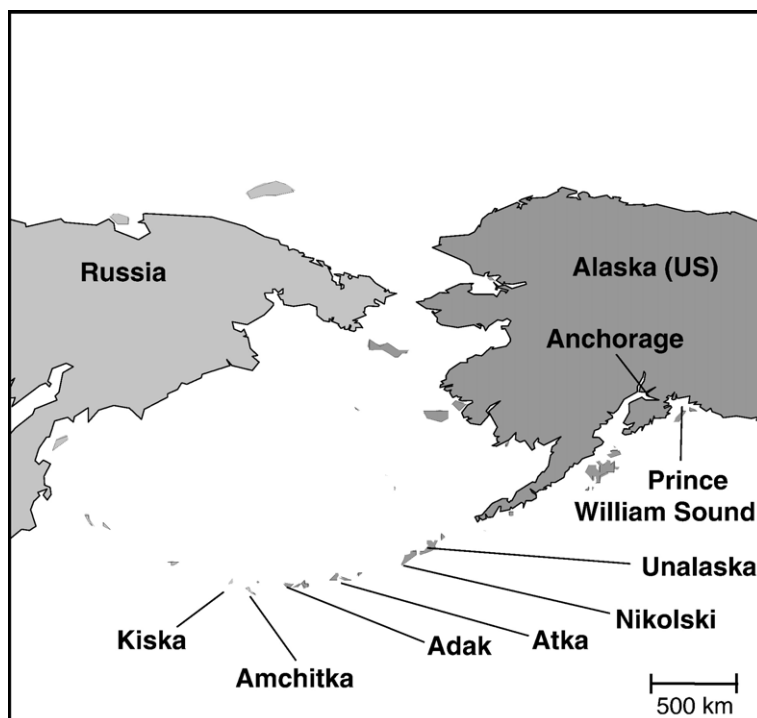 Russia
Alaska (US)
Anchorage
Prince
William Sound
Unalaska
Nikolski
Atka
Adak
Kiska
Amchitka
500 km